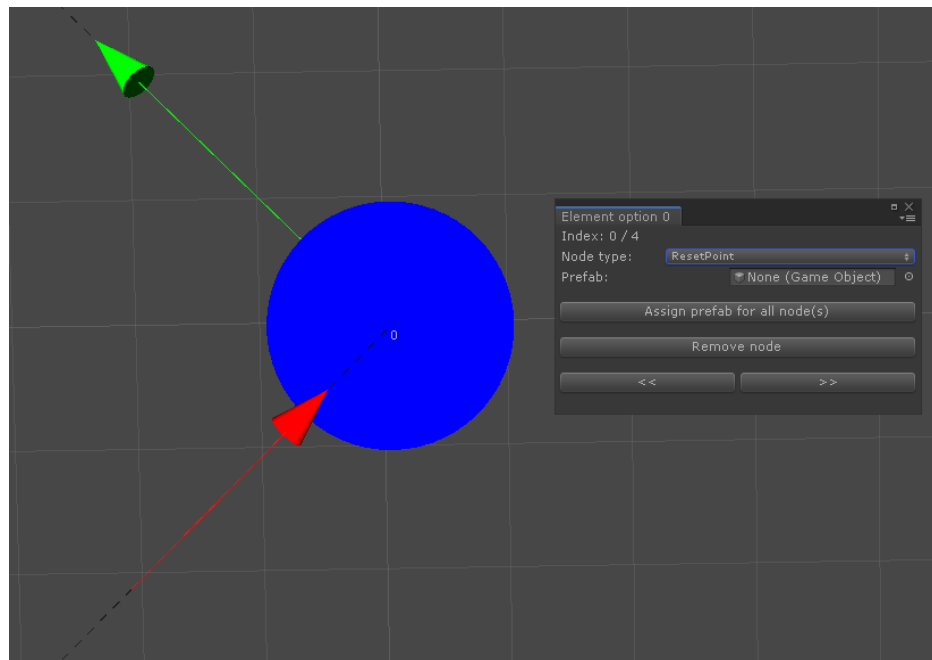 0
Element option 0
Index: 0 / 4
Node type: ResetPoint
Prefab: None (Game Object)
Assign prefab for all node(s)
Remove node
<< >>